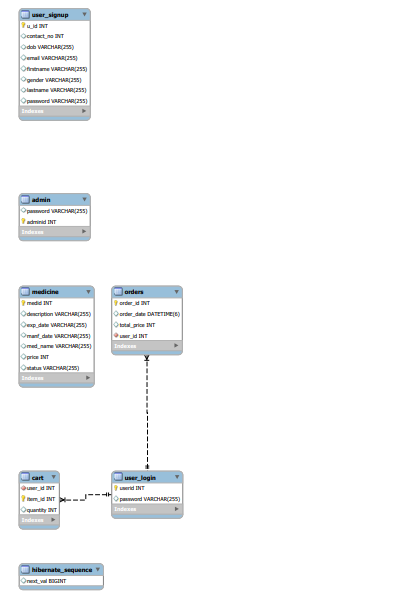 user_signup
u_id INT
contact_no INT
dob VARCHAR(255)
email VARCHAR(255)
firstname VARCHAR(255)
gender VARCHAR(255)
lastname VARCHAR(255)
password VARCHAR(255)
Indexes
admin
password VARCHAR(255)
adminid INT
Indexes
medicine
medid INT
description VARCHAR(255)
exp_date VARCHAR(255)
manf_date VARCHAR(255)
med_name VARCHAR(255)
price INT
status VARCHAR(255)
Indexes
orders
order_id INT
order_date DATETIME(6)
total_price INT
user_id INT
Indexes
cart
user_id INT
item_id INT
quantity INT
Indexes
user_login
userid INT
password VARCHAR(255)
Indexes
hibernate_sequence
next_val BIGINT